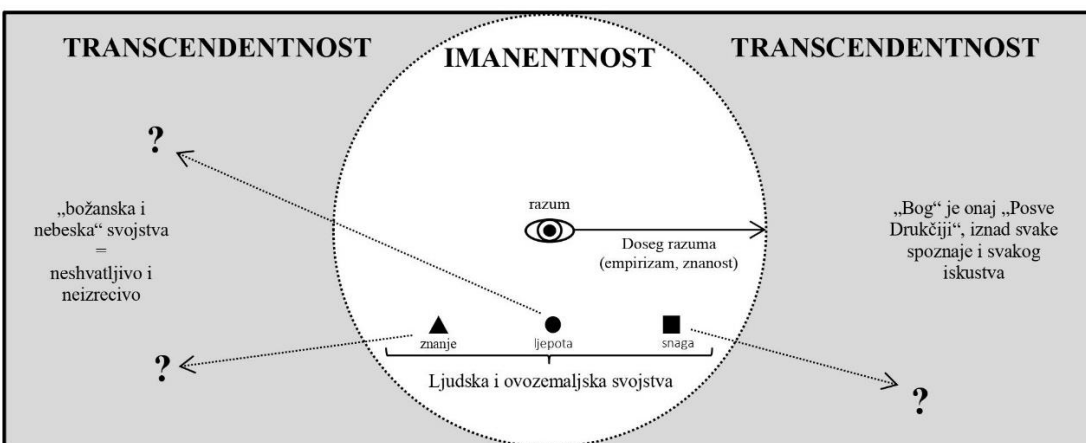 TRANSCENDENTNOST
IMANENTNOST
TRANSCENDENTNOST
?
„božanska i
nebeska“ svojstva
=
neshvatljivo i
neizrecivo
?
razum
Doseg razuma
(empirizam, znanost)
znanje
ljepota
snaga
Ljudska i ovozemaljska svojstva
„Bog“ je onaj „Posve
Drukčiji“, iznad svake
spoznaje i svakog
iskustva
?